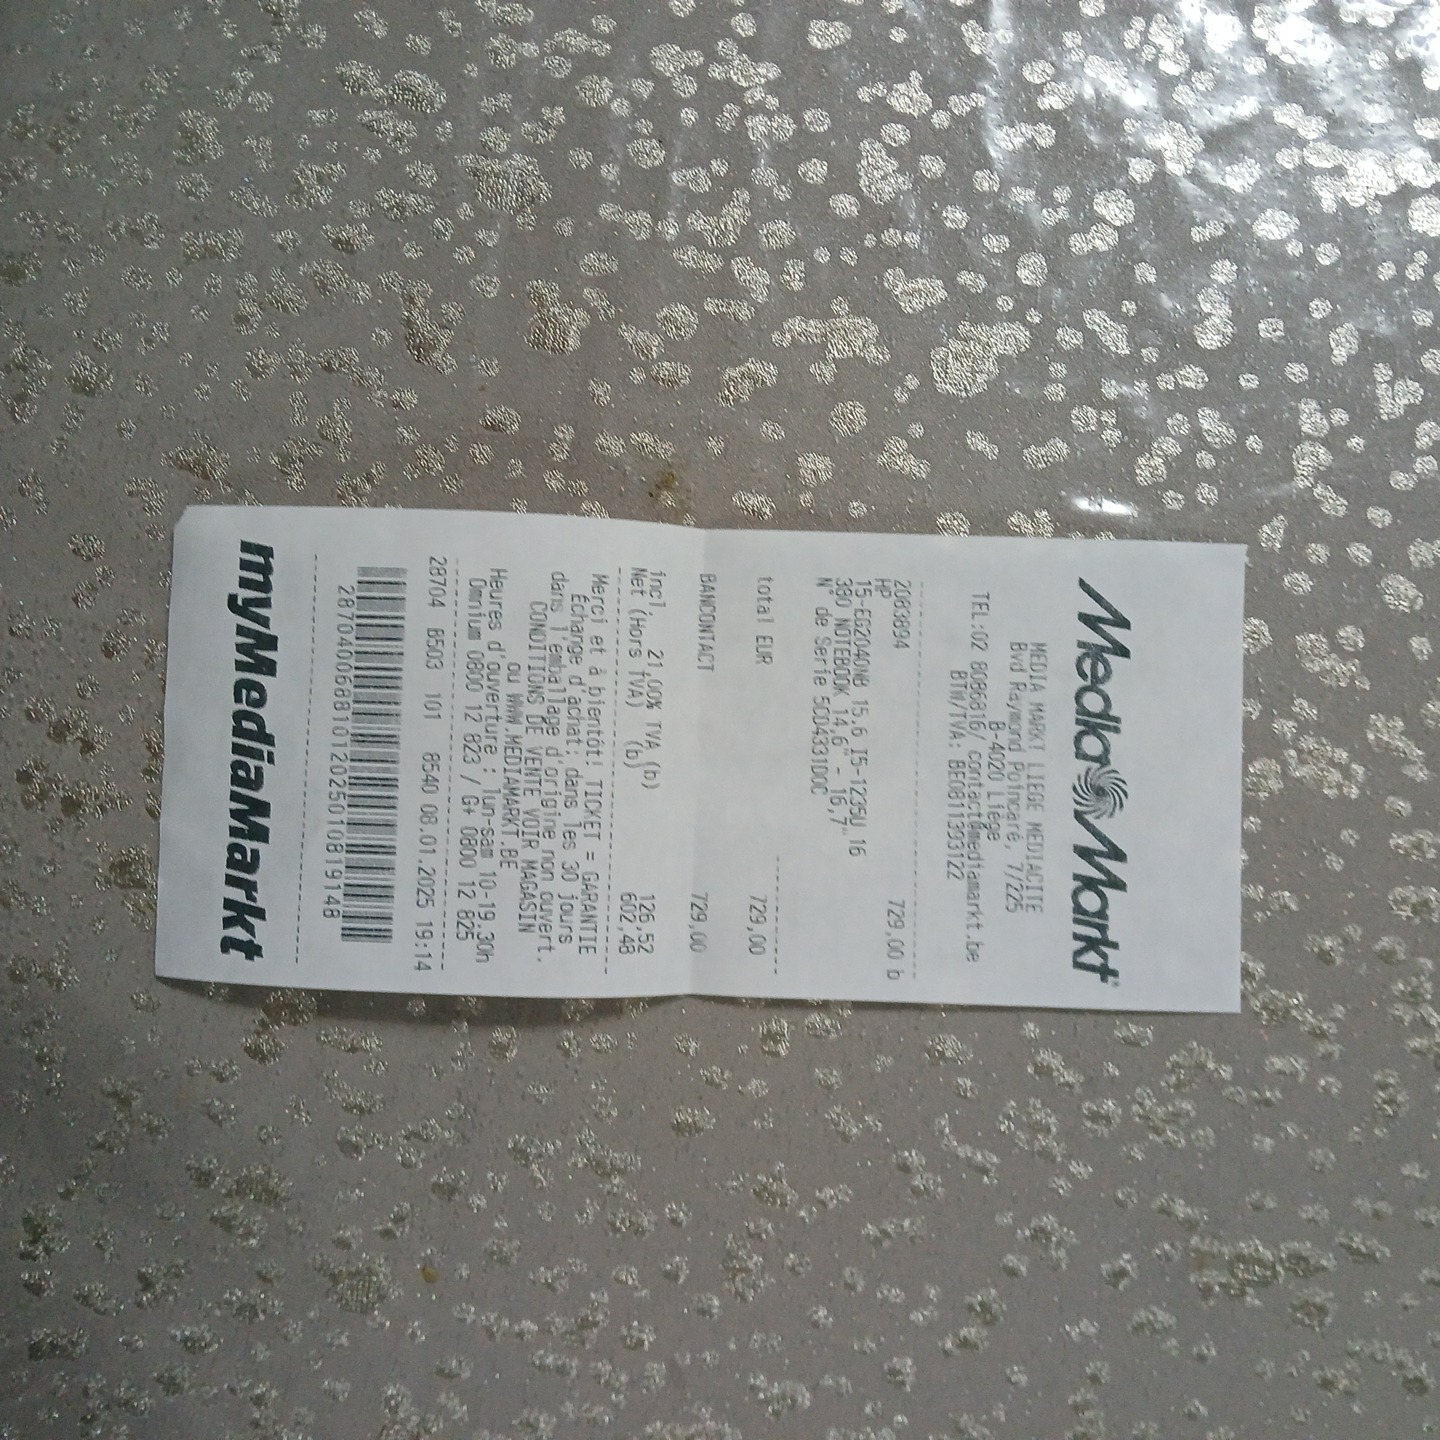 MediaMarkt
MEDIA MARKT LIEGE MEDIACITE
Bvd Raymond Poincaré, 7/225
B-4020 Liège
TEL:02 8086816/ contact@mediamarkt.be
BTW/TVA: BE0811393122
2083894
HP 729,00 b
15-EG2040NB 15.6 I5-1235U 16
380 NOTEBOOK 14,6" - 16,7"
N° de Serie 5CD4331D0C
total EUR 729,00
BANCONTACT 729,00
incl. 21,00% TVA (b) 126,52
Net (Hors TVA) (b) 602,48
Merci et à bientôt! TICKET = GARANTIE
Échange d'achat; dans les 30 jours
dans l'emballage d'origine non ouvert.
CONDITIONS DE VENTE VOIR MAGASIN
ou WWW.MEDIAMARKT.BE
Heures d'ouverture : lun-sam 10-19.30h
Omnium 0800 12 823 / G+ 0800 12 825
28704 B503 101 8540 08.01.2025 19:14
myMediaMarkt